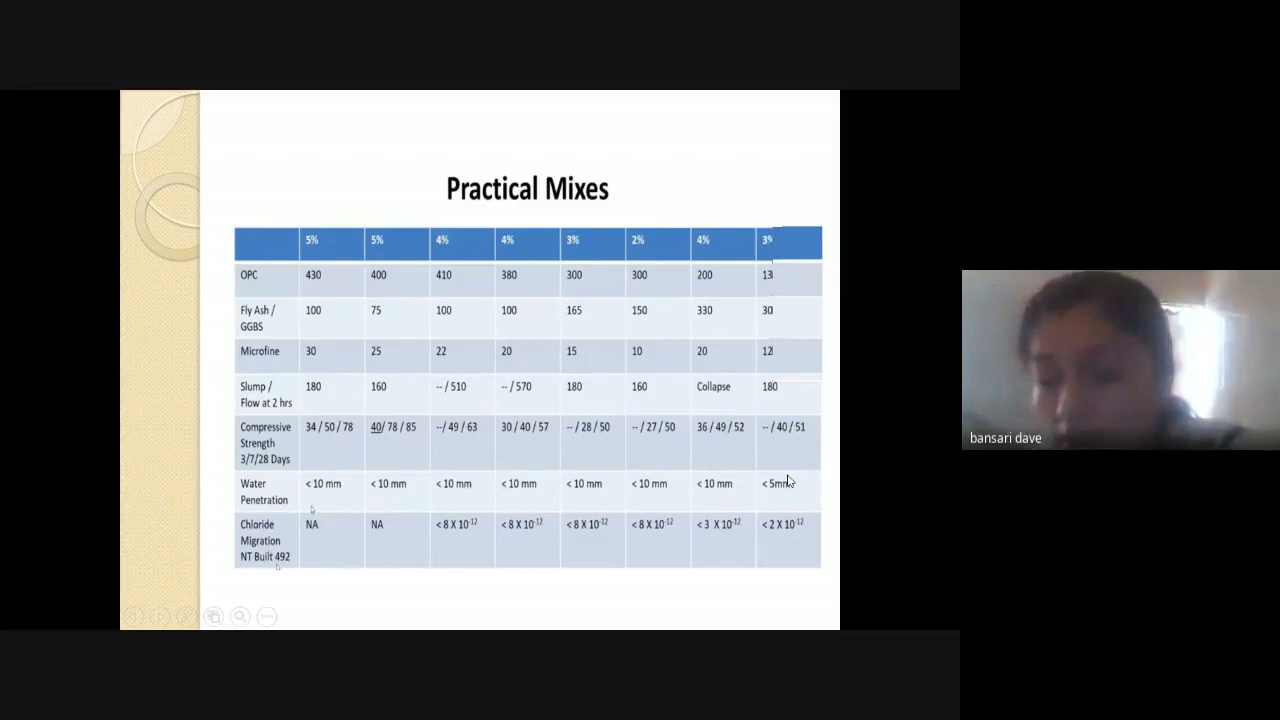 Practical Mixes
5% 5% 4% 4% 3% 2% 4%
OPC 430 400 410 380 300 300 200
Fly Ash / 100 75 100 100 165 150 330
GGBS
Microfine 30 25 22 20 15 10 20
Slump / 180 160 -- / 510 -- / 570 180 160 Collapse 180
Flow at 2 hrs
Compressive 34 / 50 / 78 40/ 78 / 85 --/ 49 / 63 30 / 40 / 57 -- / 28 / 50 -- / 27 / 50 36 / 49 / 52 -- / 40 / 51
Strength
3/7/28 Days
Water < 10 mm < 10 mm < 10 mm < 10 mm < 10 mm < 10 mm < 10 mm < 5mm
Penetration
Chloride NA NA < 8 X 10⁻¹² < 8 X 10⁻¹² < 8 X 10⁻¹² < 8 X 10⁻¹² < 3 X 10⁻¹² < 2 X 10⁻¹²
Migration
NT Built 492
bansari dave